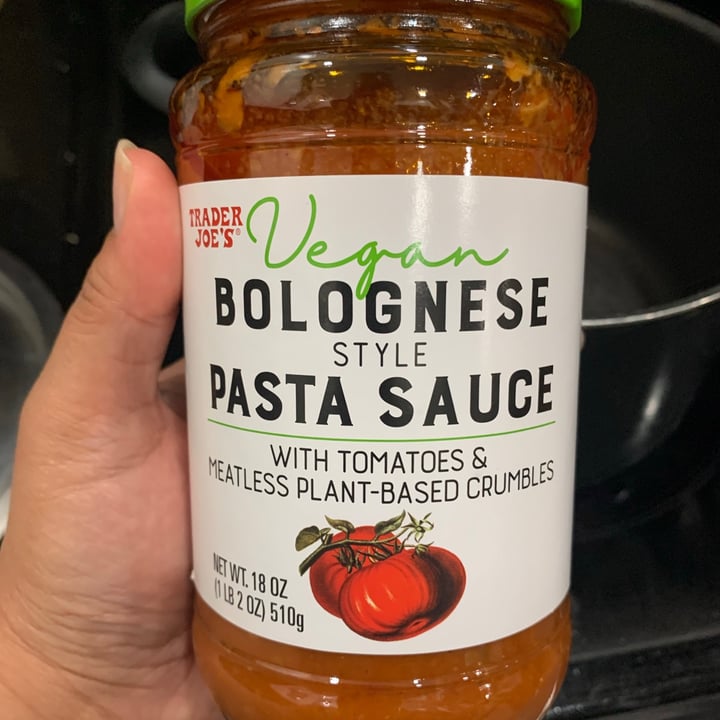 TRADER
JOE'S®
Vegan
BOLOGNESE
STYLE
PASTA SAUCE
WITH TOMATOES &
MEATLESS PLANT-BASED CRUMBLES
NET WT. 18 OZ
(1 LB 2 OZ) 510g